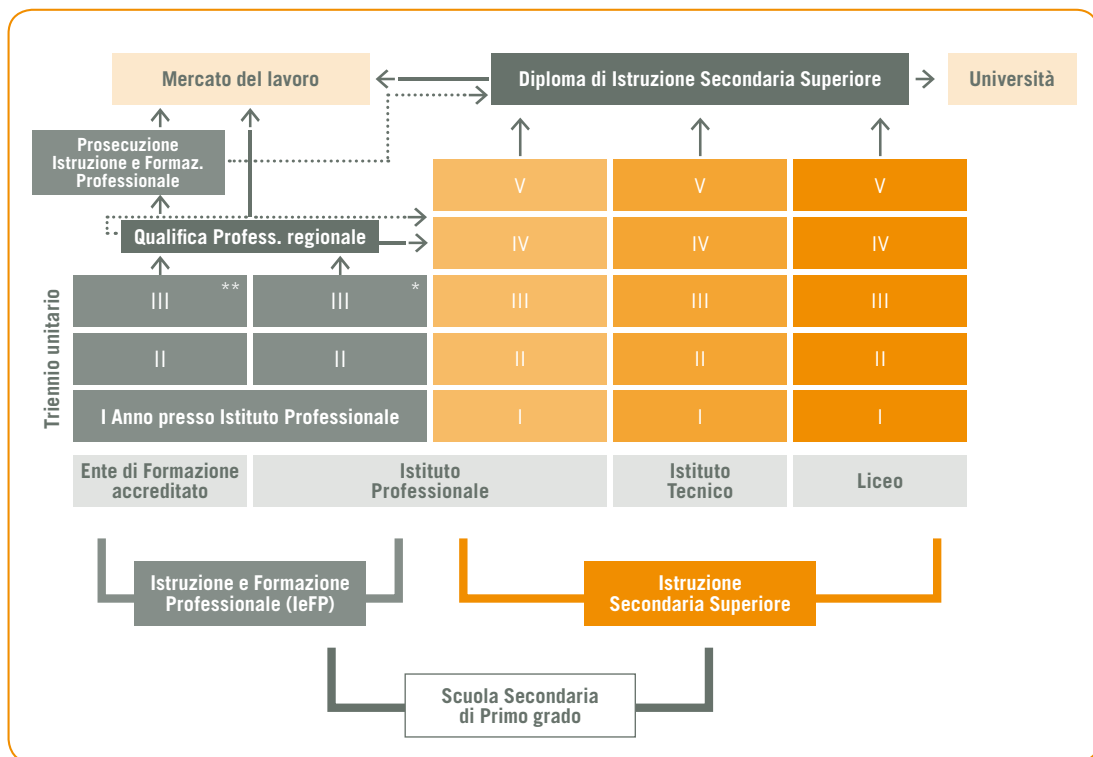 Mercato del lavoro
Diploma di Istruzione Secondaria Superiore
Università
Prosecuzione
Istruzione e Formaz.
Professionale
Qualifica Profess. regionale
V
V
V
IV
IV
IV
Triennio unitario
III **
III *
III
III
III
II
II
II
II
II
I Anno presso Istituto Professionale
I
I
I
Ente di Formazione
accreditato
Istituto
Professionale
Istituto
Tecnico
Liceo
Istruzione e Formazione
Professionale (IeFP)
Istruzione
Secondaria Superiore
Scuola Secondaria
di Primo grado